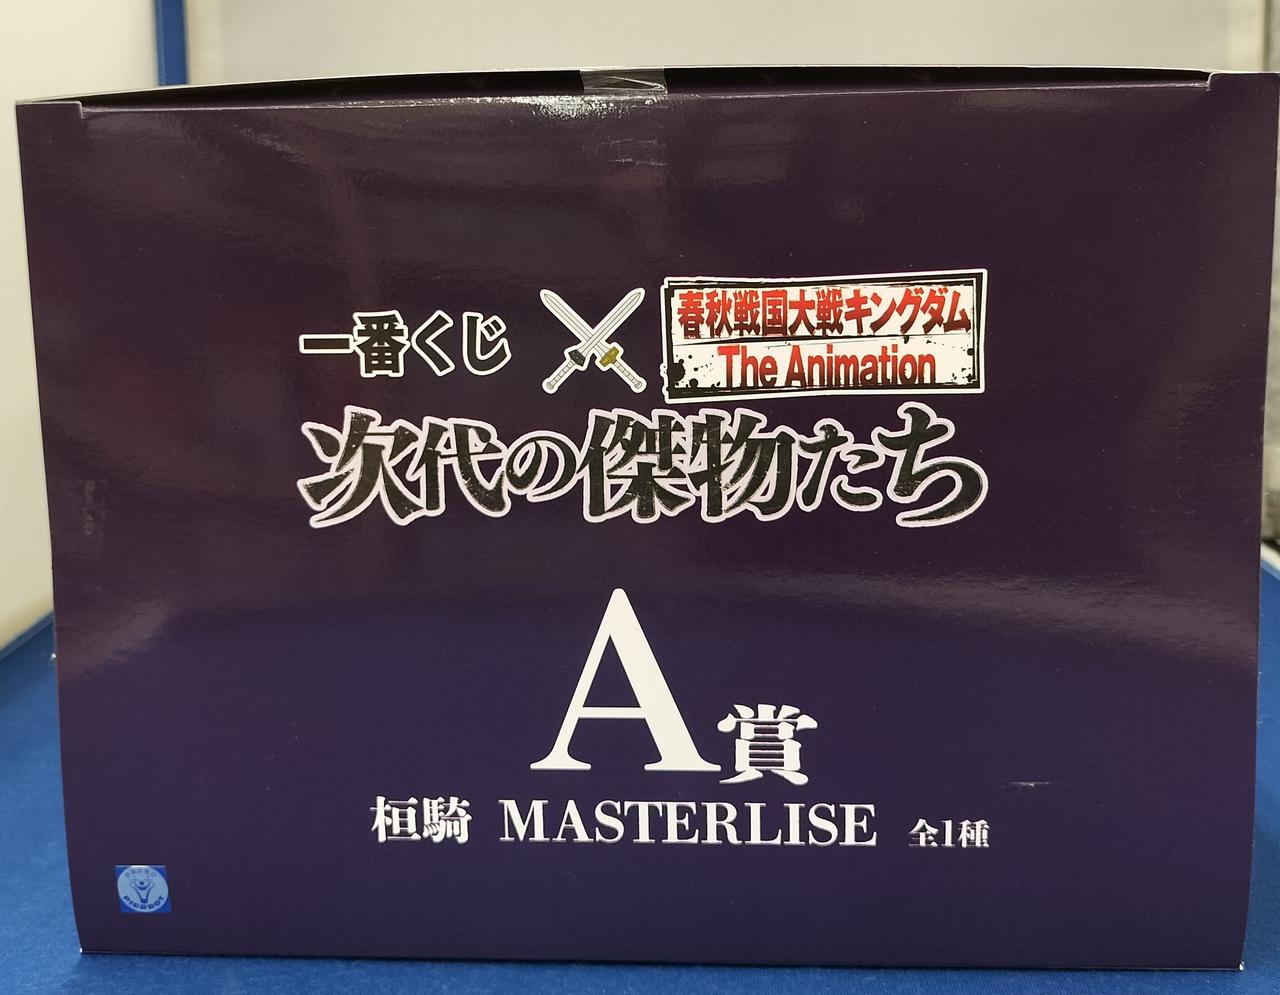 一番くじ
春秋戦国大戦キングダム
The Animation
次代の傑物たち
A賞
桓騎 MASTERLISE 全1種
PIERROT